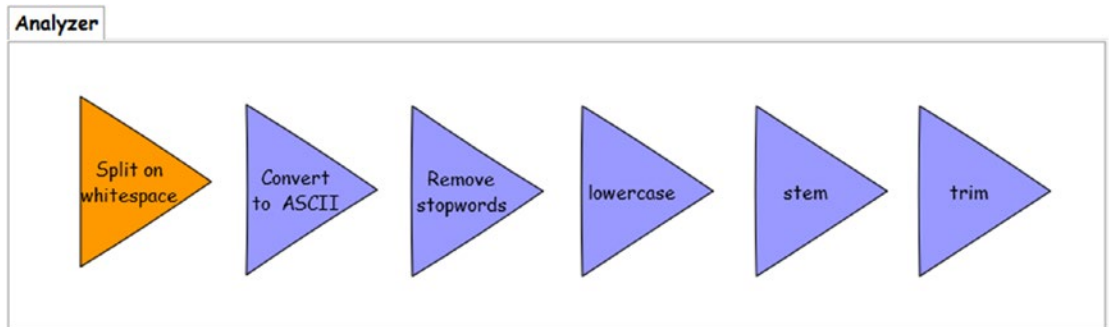 Analyzer
Split on
whitespace
Convert
to ASCII
Remove
stopwords
lowercase
stem
trim